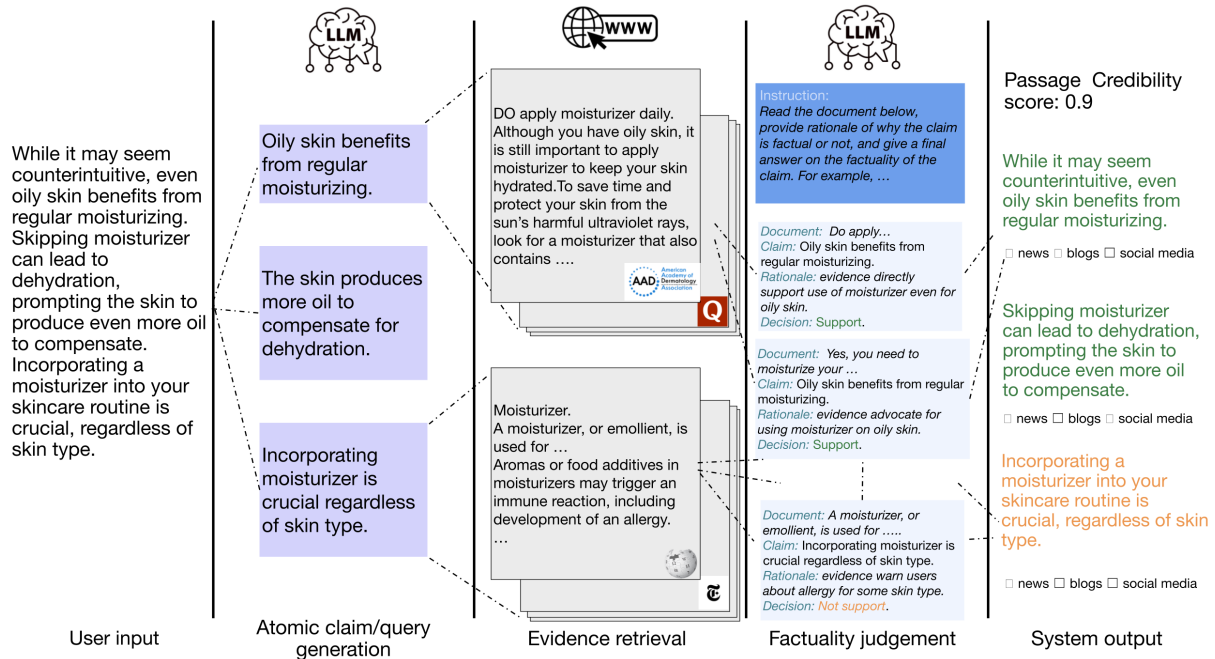 While it may seem
counterintuitive, even
oily skin benefits from
regular moisturizing.
Skipping moisturizer
can lead to
dehydration,
prompting the skin to
produce even more oil
to compensate.
Incorporating a
moisturizer into your
skincare routine is
crucial, regardless of
skin type.
User input
LLM
Oily skin benefits
from regular
moisturizing.
The skin produces
more oil to
compensate for
dehydration.
Incorporating
moisturizer is
crucial regardless
of skin type.
Atomic claim/query
generation
WWW
DO apply moisturizer daily.
Although you have oily skin, it
is still important to apply
moisturizer to keep your skin
hydrated.To save time and
protect your skin from the
sun's harmful ultraviolet rays,
look for a moisturizer that also
contains ….
AAD
American
Academy of
Dermatology
Association
Q
Moisturizer.
A moisturizer, or emollient, is
used for …
Aromas or food additives in
moisturizers may trigger an
immune reaction, including
development of an allergy.
…
T
Evidence retrieval
LLM
Instruction:
Read the document below,
provide rationale of why the claim
is factual or not, and give a final
answer on the factuality of the
claim. For example, …
Document: Do apply…
Claim: Oily skin benefits from
regular moisturizing.
Rationale: evidence directly
support use of moisturizer even for
oily skin.
Decision: Support.
Document: Yes, you need to
moisturize your …
Claim: Oily skin benefits from regular
moisturizing.
Rationale: evidence advocate for
using moisturizer on oily skin.
Decision: Support.
Document: A moisturizer, or
emollient, is used for …..
Claim: Incorporating moisturizer is
crucial regardless of skin type.
Rationale: evidence warn users
about allergy for some skin type.
Decision: Not support.
Factuality judgement
Passage Credibility
score: 0.9
While it may seem
counterintuitive, even
oily skin benefits from
regular moisturizing.
news blogs social media
Skipping moisturizer
can lead to dehydration,
prompting the skin to
produce even more oil
to compensate.
news blogs social media
Incorporating a
moisturizer into your
skincare routine is
crucial, regardless of skin
type.
news blogs social media
System output